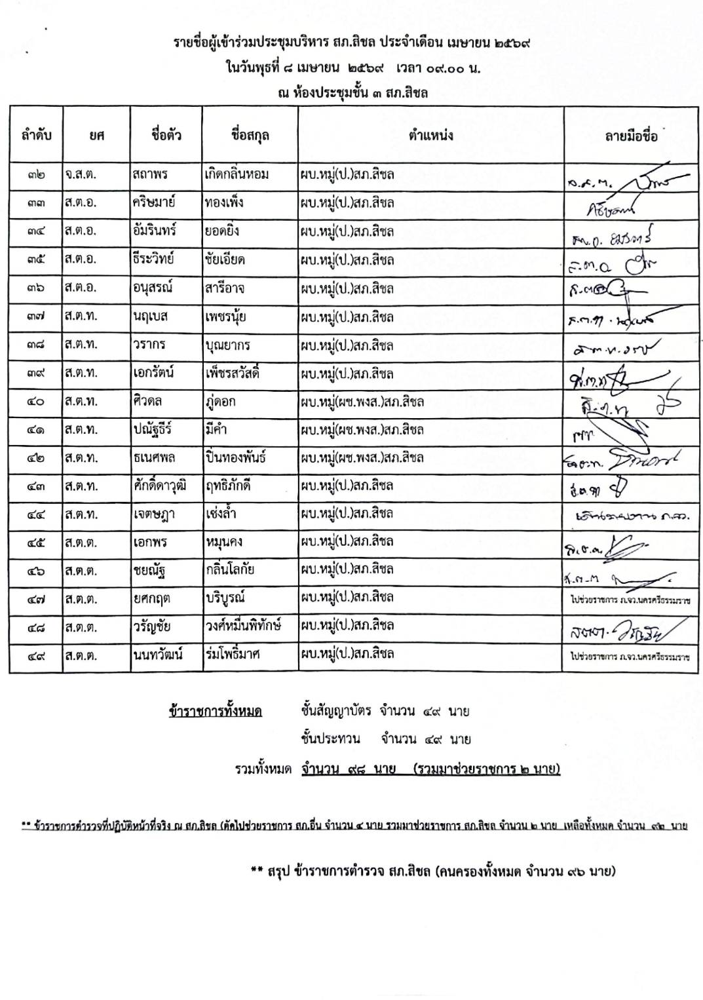 รายชื่อผู้เข้าร่วมประชุมบริหาร สภ.สิชล ประจำเดือน เมษายน ๒๕๖๙
ในวันพุธที่ ๘ เมษายน ๒๕๖๙ เวลา ๐๙.๐๐ น.
ณ ห้องประชุมชั้น ๓ สภ.สิชล
ลำดับ ยศ ชื่อตัว ชื่อสกุล ตำแหน่ง ลายมือชื่อ
๓๒ จ.ส.ต. สถาพร เกิดกลิ่นหอม ผบ.หมู่(ป.)สภ.สิชล จ.ส.ต.
๓๓ ส.ต.อ. คริษมาย์ ทองเพ็ง ผบ.หมู่(ป.)สภ.สิชล
๓๔ ส.ต.อ. อัมรินทร์ ยอดยิ่ง ผบ.หมู่(ป.)สภ.สิชล
๓๕ ส.ต.อ. ธีระวิทย์ ชัยเอียด ผบ.หมู่(ป.)สภ.สิชล ส.ต.อ
๓๖ ส.ต.อ. อนุสรณ์ สารีอาจ ผบ.หมู่(ป.)สภ.สิชล
๓๗ ส.ต.ท. นฤเบส เพชรนุ้ย ผบ.หมู่(ป.)สภ.สิชล ส.ต.ท.
๓๘ ส.ต.ท. วรากร บุณยากร ผบ.หมู่(ป.)สภ.สิชล ส.ต.ท.
๓๙ ส.ต.ท. เอกรัตน์ เพ็ชรสวัสดิ์ ผบ.หมู่(ป.)สภ.สิชล ส.ต.ท
๔๐ ส.ต.ท. ศิวดล ภู่ดอก ผบ.หมู่(ผช.พงส.)สภ.สิชล ส.ต.ท
๔๑ ส.ต.ท. ปณัฐธีร์ มีคำ ผบ.หมู่(ผช.พงส.)สภ.สิชล
๔๒ ส.ต.ท. ธเนศพล ปิ่นทองพันธ์ ผบ.หมู่(ผช.พงส.)สภ.สิชล
๔๓ ส.ต.ท. ศักดิ์ดาวุฒิ ฤทธิภักดี ผบ.หมู่(ป.)สภ.สิชล ส.ต.ท
๔๔ ส.ต.ท. เจตษฎา เช่งล้ำ ผบ.หมู่(ป.)สภ.สิชล
๔๕ ส.ต.ต. เอกพร หมุนคง ผบ.หมู่(ป.)สภ.สิชล
๔๖ ส.ต.ต. ชยณัฐ กลิ่นโลกัย ผบ.หมู่(ป.)สภ.สิชล ส.ต.ต
๔๗ ส.ต.ต. ยศกฤต บริบูรณ์ ผบ.หมู่(ป.)สภ.สิชล ไปช่วยราชการ ภ.จว.นครศรีธรรมราช
๔๘ ส.ต.ต. วรัญชัย วงศ์หมื่นพิทักษ์ ผบ.หมู่(ป.)สภ.สิชล สตต. วรัญชัย
๔๙ ส.ต.ต. นนทวัฒน์ ร่มโพธิ์มาศ ผบ.หมู่(ป.)สภ.สิชล ไปช่วยราชการ ภ.จว.นครศรีธรรมราช
ข้าราชการทั้งหมด ชั้นสัญญาบัตร จำนวน ๔๙ นาย
ชั้นประทวน จำนวน ๔๙ นาย
รวมทั้งหมด จำนวน ๙๘ นาย (รวมมาช่วยราชการ ๒ นาย)
** ข้าราชการตำรวจที่ปฏิบัติหน้าที่จริง ณ สภ.สิชล (ตัดไปช่วยราชการ สภ.อื่น จำนวน ๔ นาย รวมมาช่วยราชการ สภ.สิชล จำนวน ๒ นาย เหลือทั้งหมด จำนวน ๙๒ นาย
** สรุป ข้าราชการตำรวจ สภ.สิชล (คนครองทั้งหมด จำนวน ๙๖ นาย)